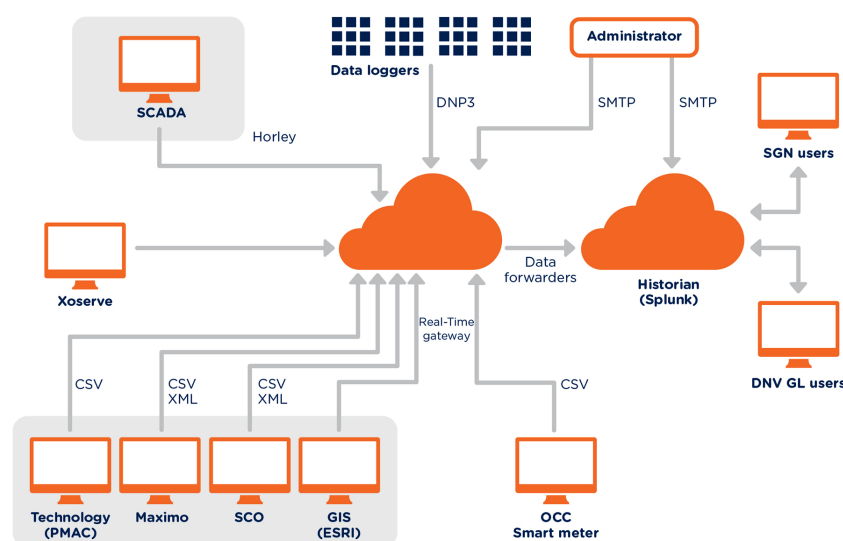 Administrator
Data loggers
SCADA
DNP3
SMTP
SMTP
Horley
SGN users
Xoserve
Data
forwarders
Historian
(Splunk)
Real-Time
gateway
DNV GL users
CSV
CSV
XML
CSV
XML
CSV
Technology
(PMAC)
Maximo
SCO
GIS
(ESRI)
OCC
Smart meter